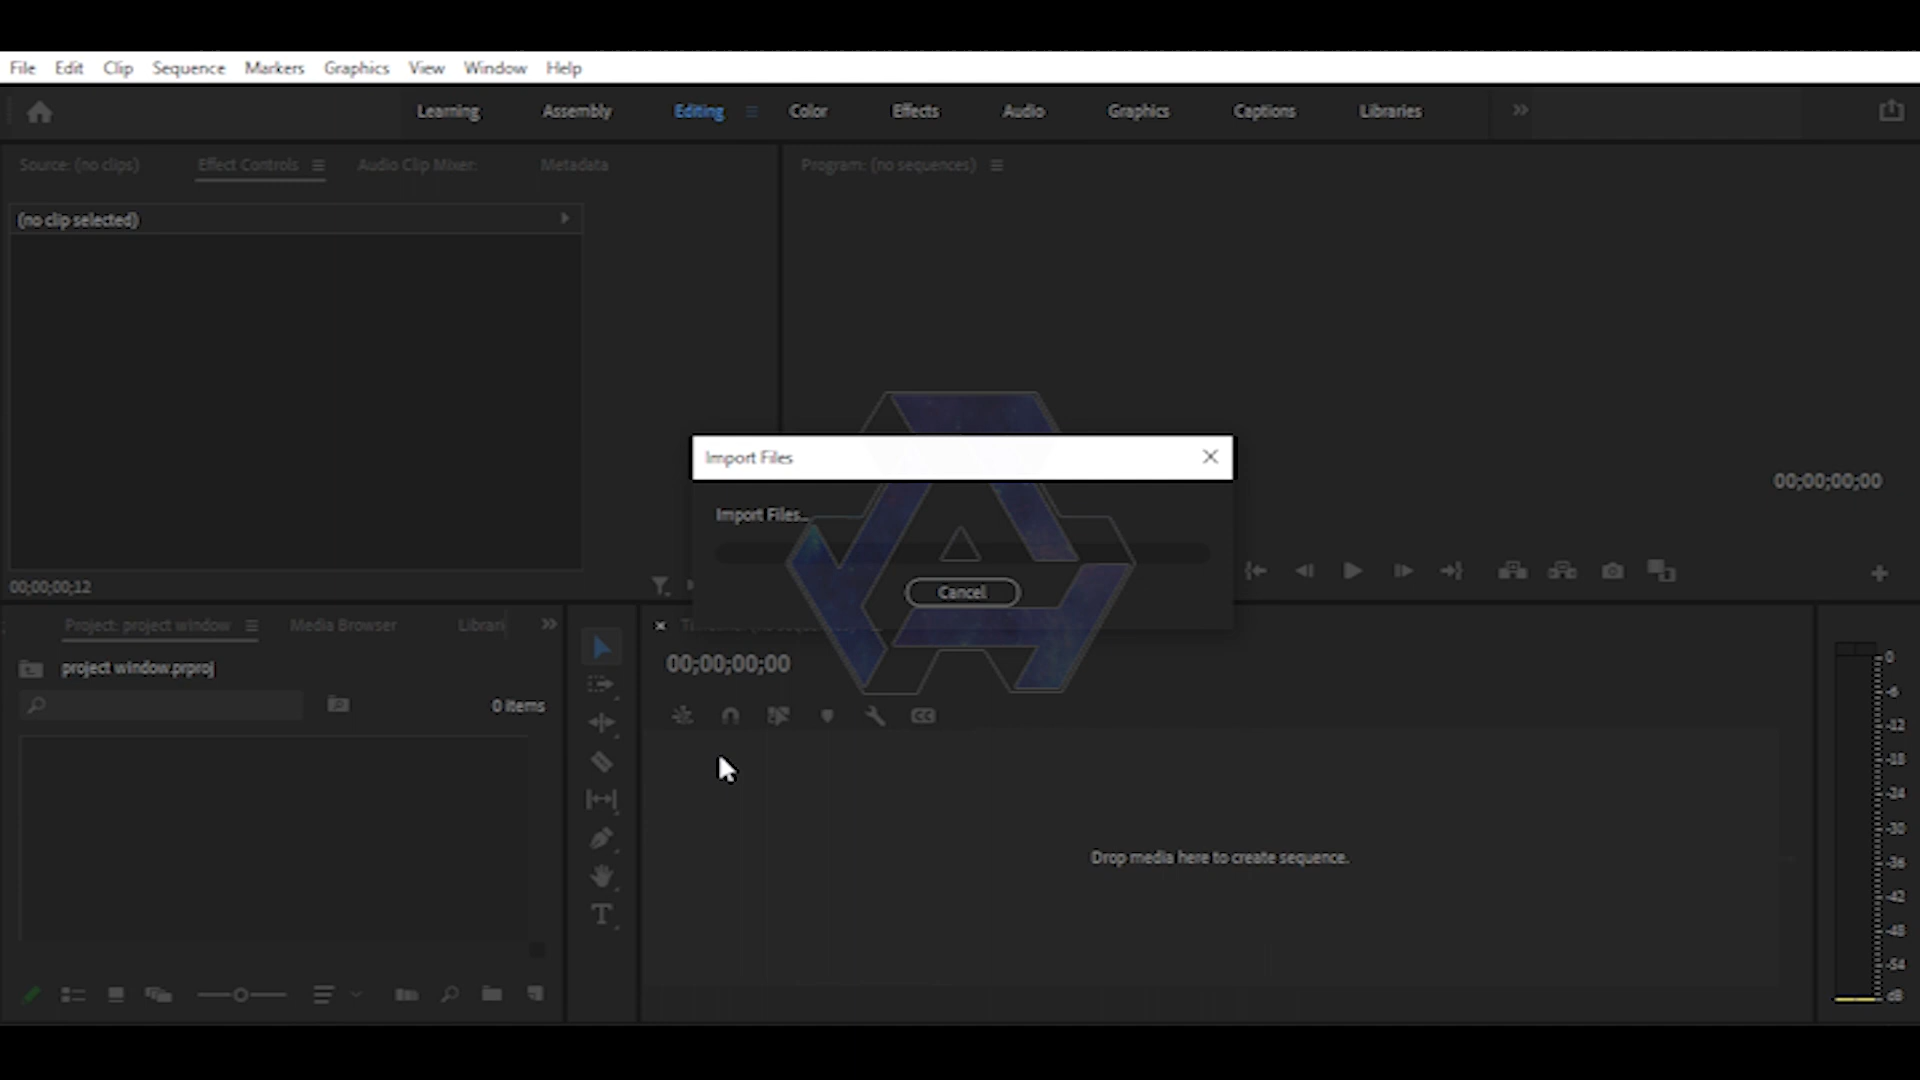 File Edit Clip Sequence Markers Graphics View Window Help
Learning Assembly Editing Color Effects Audio Graphics Captions Libraries
Source: (no clips) Effect Controls Audio Clip Mixer: Metadata Program: (no sequences)
(no clip selected)
Import Files
00;00;00;00
Import Files...
Cancel
00;00;00;12
Project: project window Media Browser Librari
00;00;00;00
project window.prproj
0 items
CC
Drop media here to create sequence.
0
-6
-12
-18
-24
-30
-36
-42
-48
-54
dB